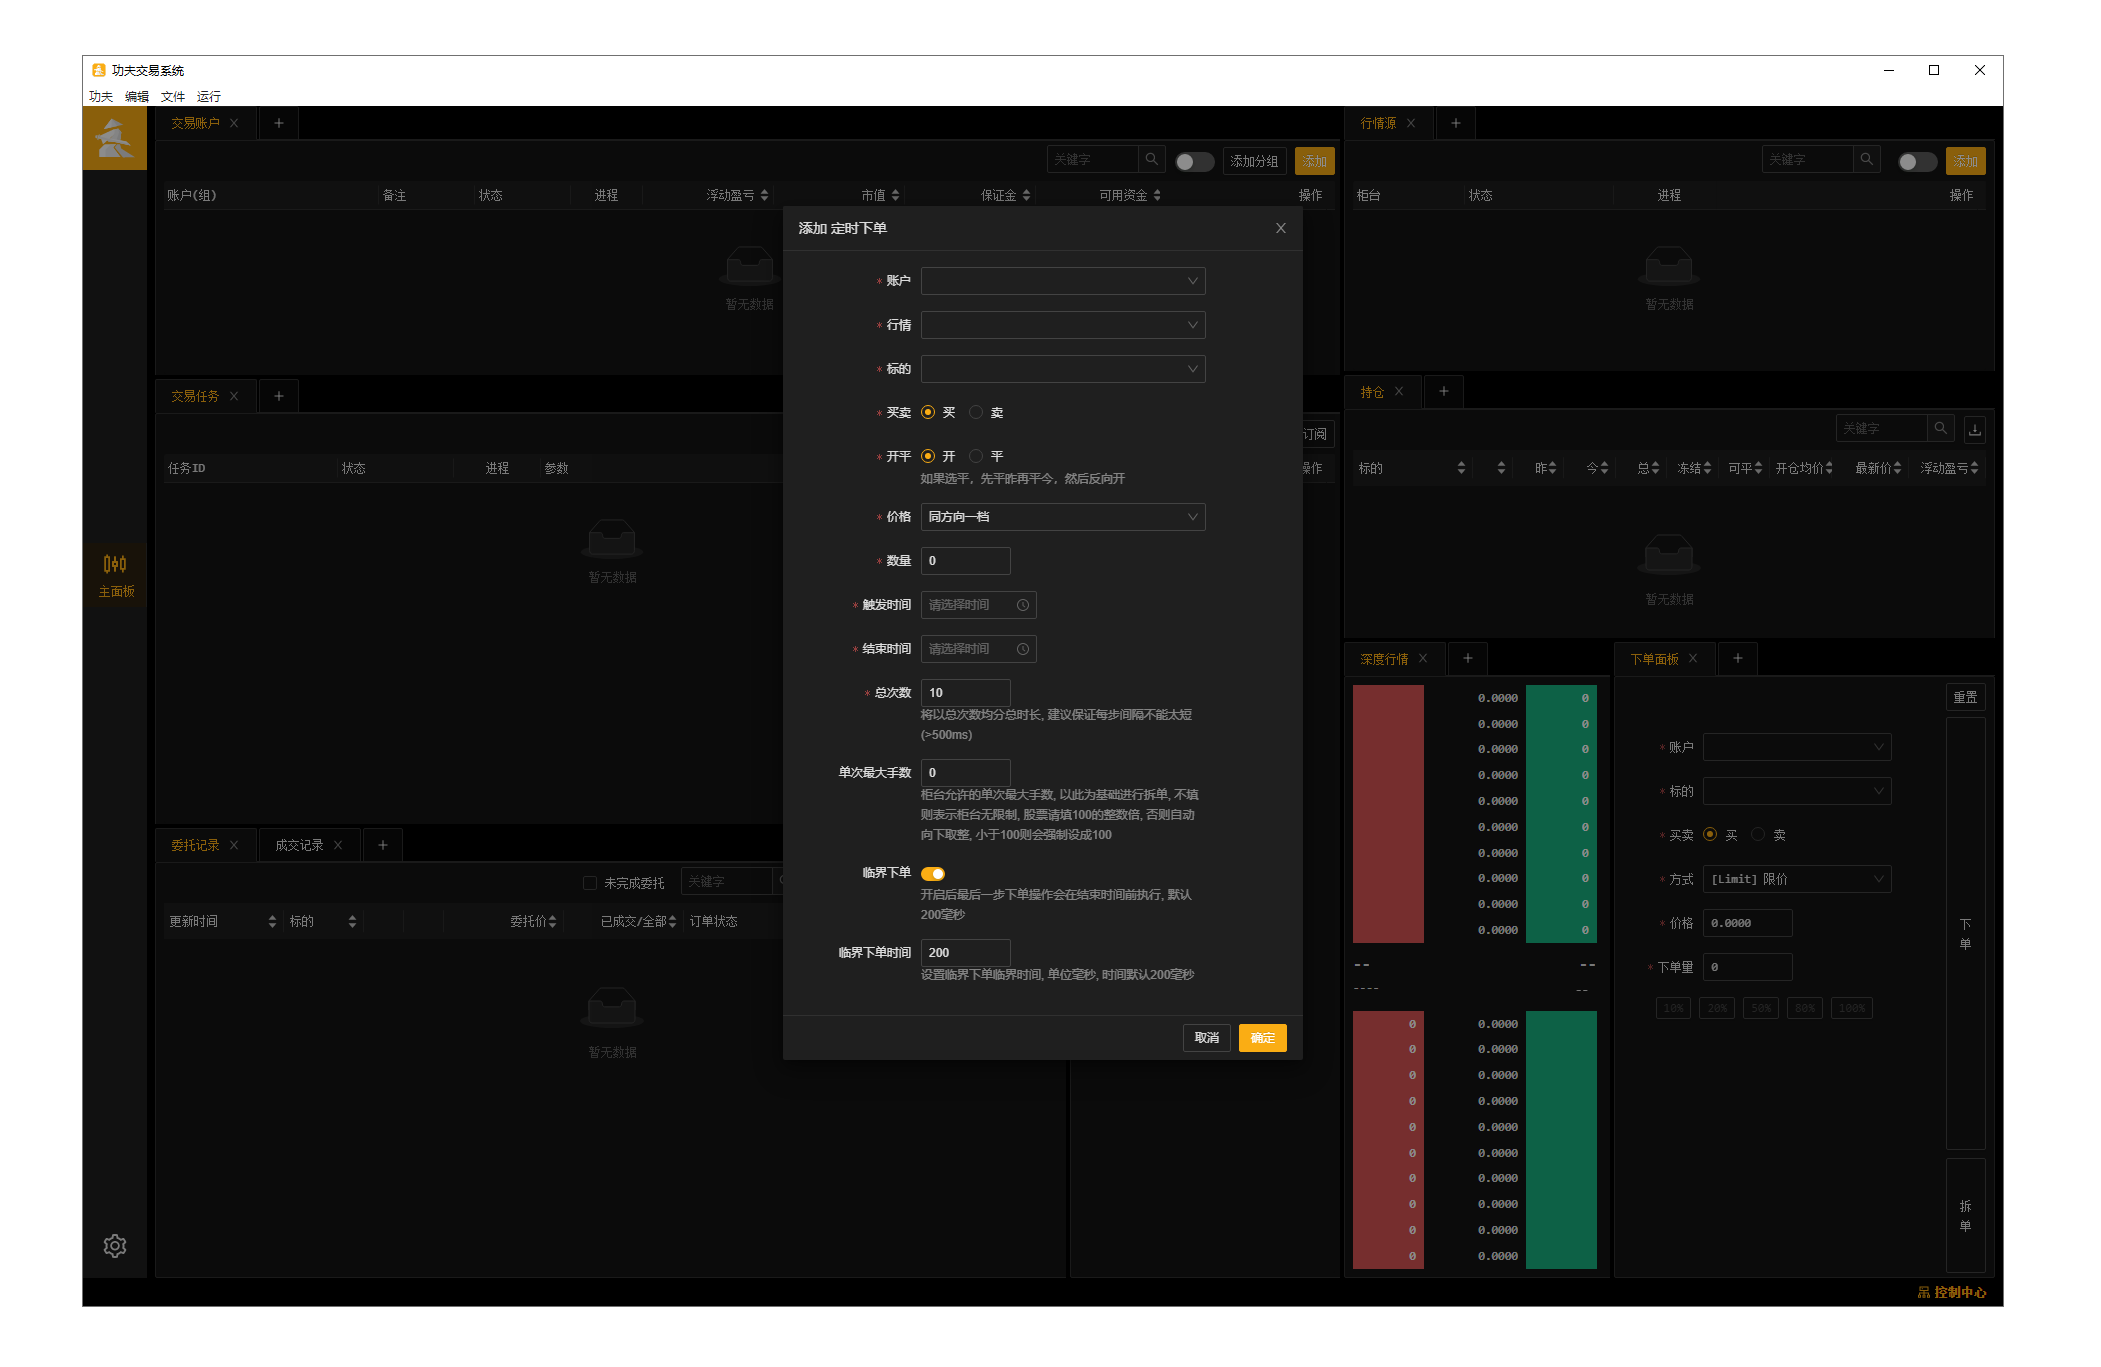 功夫交易系统
功夫 编辑 文件 运行
交易账户
行情源
关键字 添加分组 添加
关键字 添加
账户(组) 备注 状态 进程 浮动盈亏 市值 保证金 可用资金 操作
柜台 状态 进程 操作
暂无数据
暂无数据
添加 定时下单
* 账户
* 行情
* 标的
* 买卖 买 卖
* 开平 开 平
如果选平，先平昨再平今，然后反向开
* 价格 同方向一档
* 数量 0
* 触发时间 请选择时间
* 结束时间 请选择时间
* 总次数 10
将以总次数均分总时长, 建议保证每步间隔不能太短
(>500ms)
单次最大手数 0
柜台允许的单次最大手数, 以此为基础进行拆单, 不填
则表示柜台无限制, 股票请填100的整数倍, 否则自动
向下取整, 小于100则会强制设成100
临界下单
开启后最后一步下单操作会在结束时间前执行, 默认
200毫秒
临界下单时间 200
设置临界下单临界时间, 单位毫秒, 时间默认200毫秒
取消 确定
交易任务
订阅
任务ID 状态 进程 参数
操作
暂无数据
主面板
持仓
关键字
标的 昨 今 总 冻结 可平 开仓均价 最新价 浮动盈亏
暂无数据
委托记录 成交记录
未完成委托 关键字
更新时间 标的 委托价 已成交/全部 订单状态
暂无数据
深度行情
0.0000 0
0.0000 0
0.0000 0
0.0000 0
0.0000 0
0.0000 0
0.0000 0
0.0000 0
0.0000 0
0.0000 0
-- --
---- --
0 0.0000
0 0.0000
0 0.0000
0 0.0000
0 0.0000
0 0.0000
0 0.0000
0 0.0000
0 0.0000
0 0.0000
下单面板
重置
* 账户
* 标的
* 买卖 买 卖
* 方式 [Limit] 限价
* 价格 0.0000
* 下单量 0
10% 20% 50% 80% 100%
下
单
拆
单
控制中心